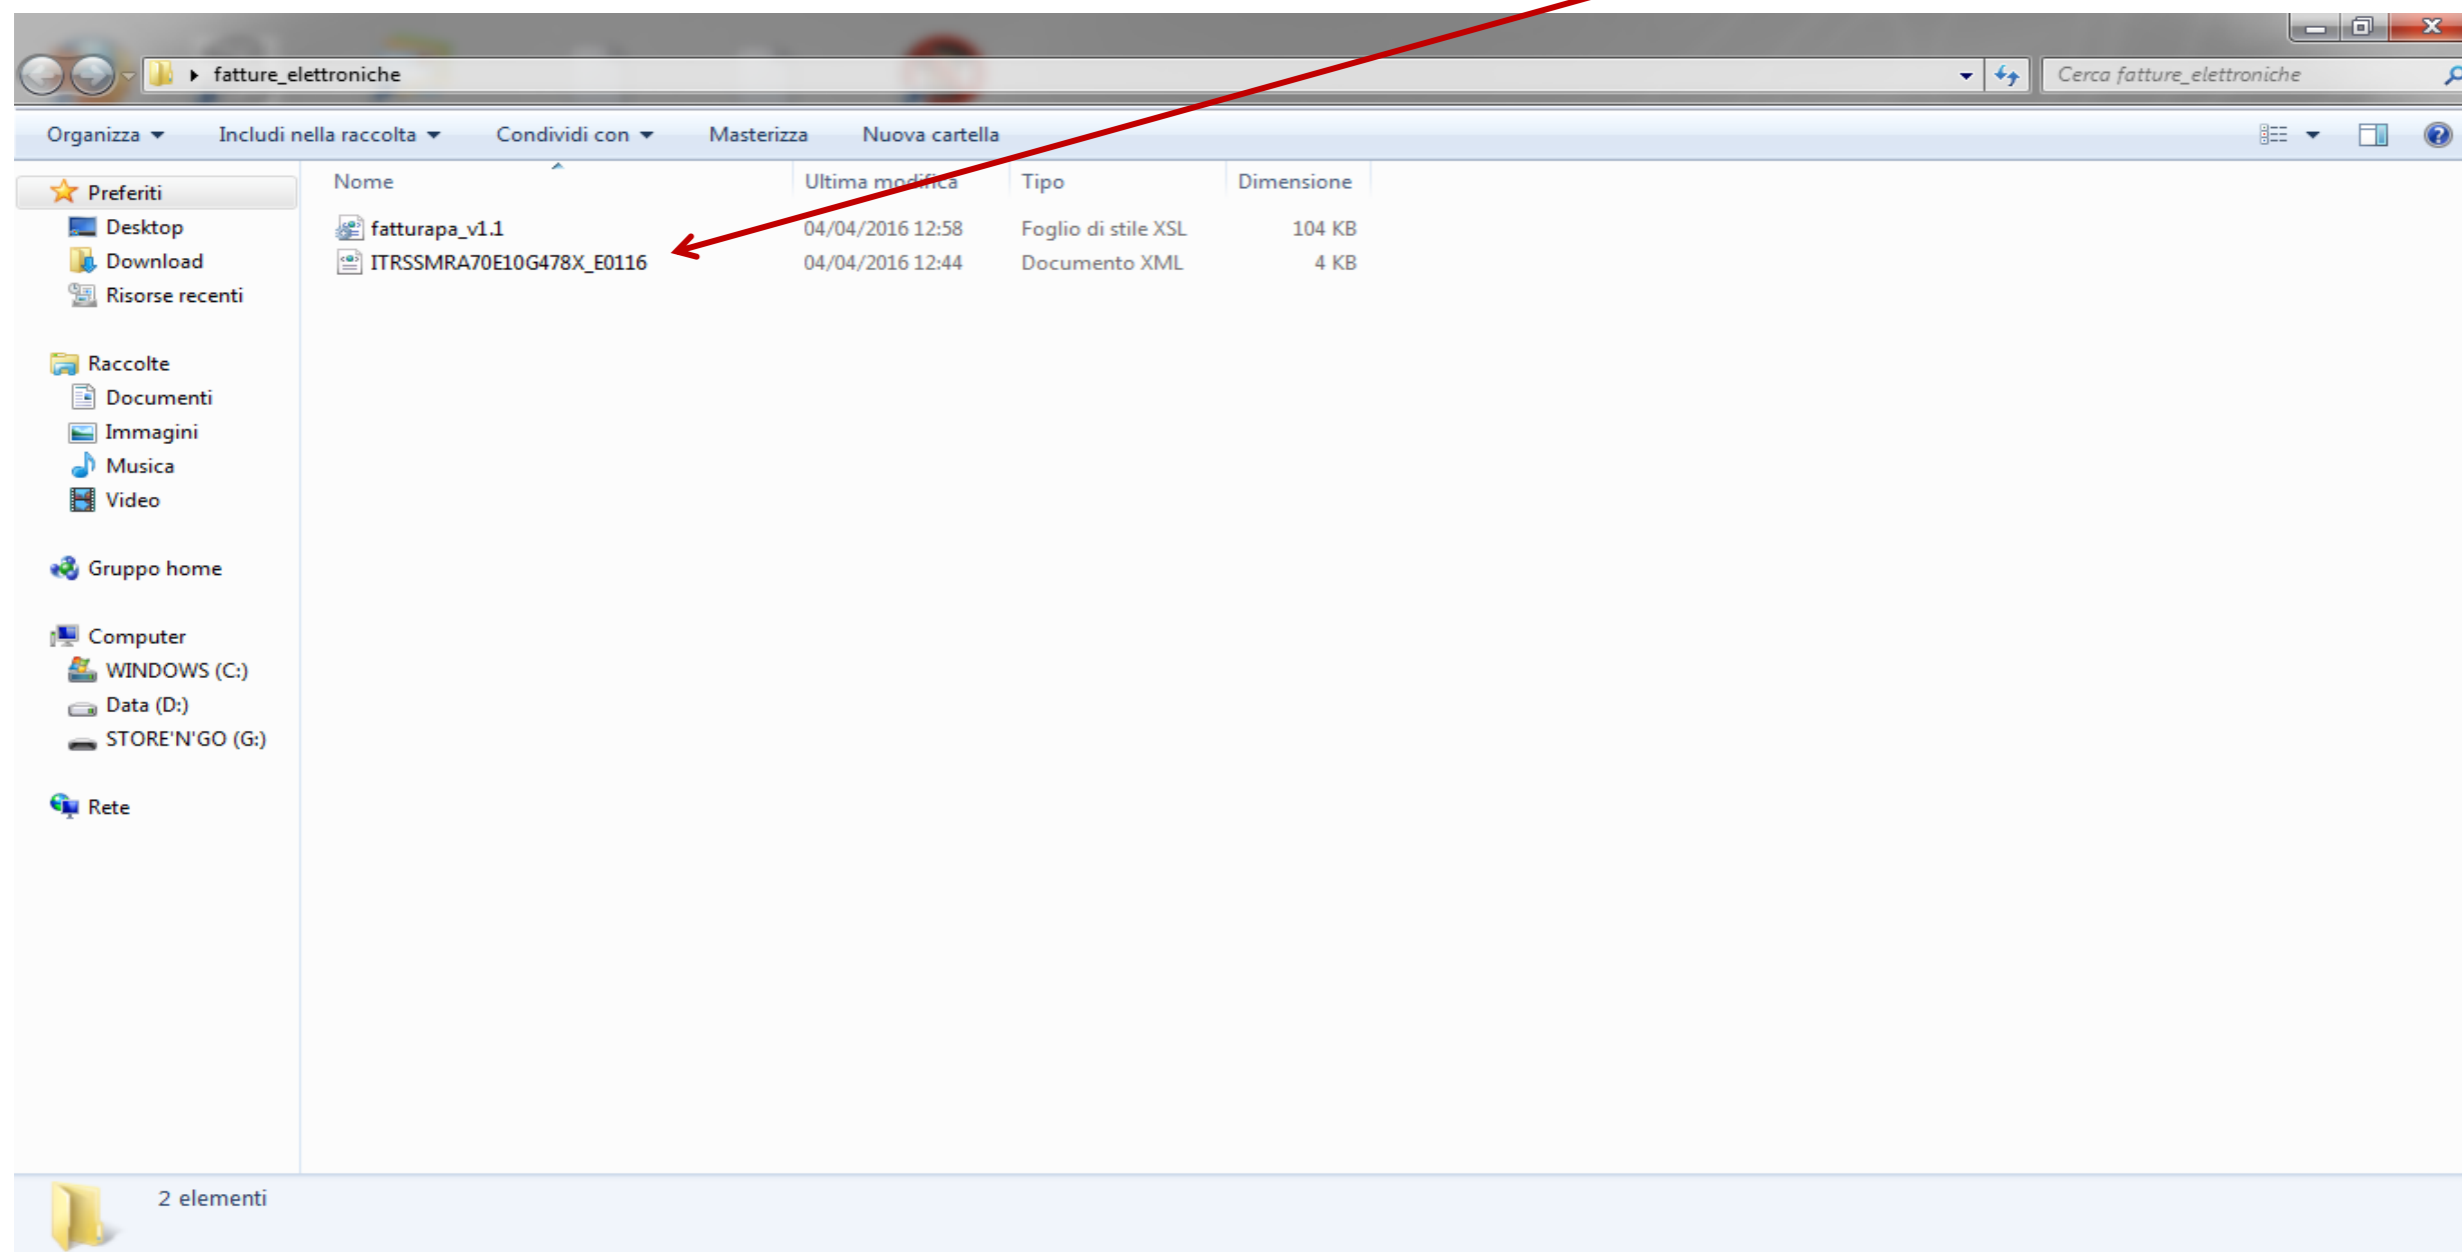 fatture_elettroniche
Cerca fatture_elettroniche
Organizza Includi nella raccolta Condividi con Masterizza Nuova cartella
Nome Ultima modifica Tipo Dimensione
fatturapa_v1.1 04/04/2016 12:58 Foglio di stile XSL 104 KB
ITRSSMRA70E10G478X_E0116 04/04/2016 12:44 Documento XML 4 KB
Preferiti
Desktop
Download
Risorse recenti
Raccolte
Documenti
Immagini
Musica
Video
Gruppo home
Computer
WINDOWS (C:)
Data (D:)
STORE'N'GO (G:)
Rete
2 elementi